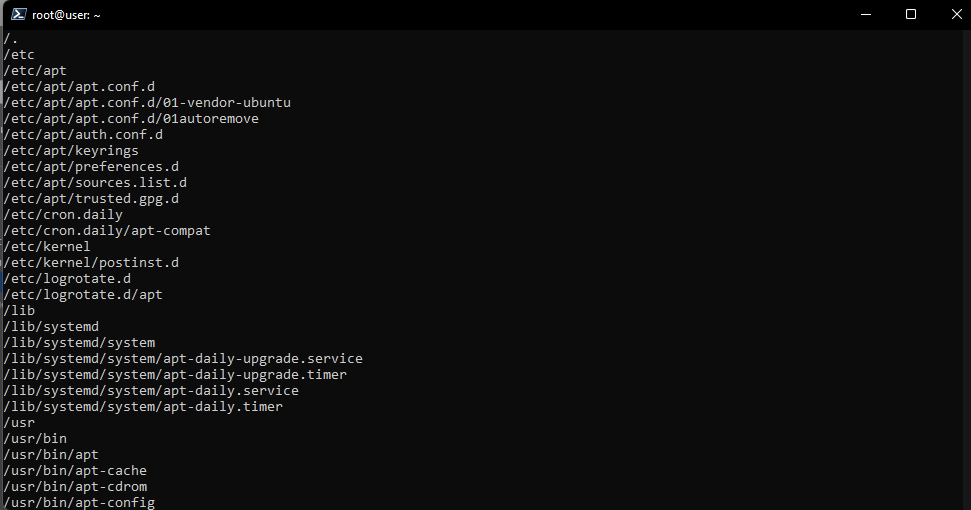 root@user: ~
/.
/etc
/etc/apt
/etc/apt/apt.conf.d
/etc/apt/apt.conf.d/01-vendor-ubuntu
/etc/apt/apt.conf.d/01autoremove
/etc/apt/auth.conf.d
/etc/apt/keyrings
/etc/apt/preferences.d
/etc/apt/sources.list.d
/etc/apt/trusted.gpg.d
/etc/cron.daily
/etc/cron.daily/apt-compat
/etc/kernel
/etc/kernel/postinst.d
/etc/logrotate.d
/etc/logrotate.d/apt
/lib
/lib/systemd
/lib/systemd/system
/lib/systemd/system/apt-daily-upgrade.service
/lib/systemd/system/apt-daily-upgrade.timer
/lib/systemd/system/apt-daily.service
/lib/systemd/system/apt-daily.timer
/usr
/usr/bin
/usr/bin/apt
/usr/bin/apt-cache
/usr/bin/apt-cdrom
/usr/bin/apt-config